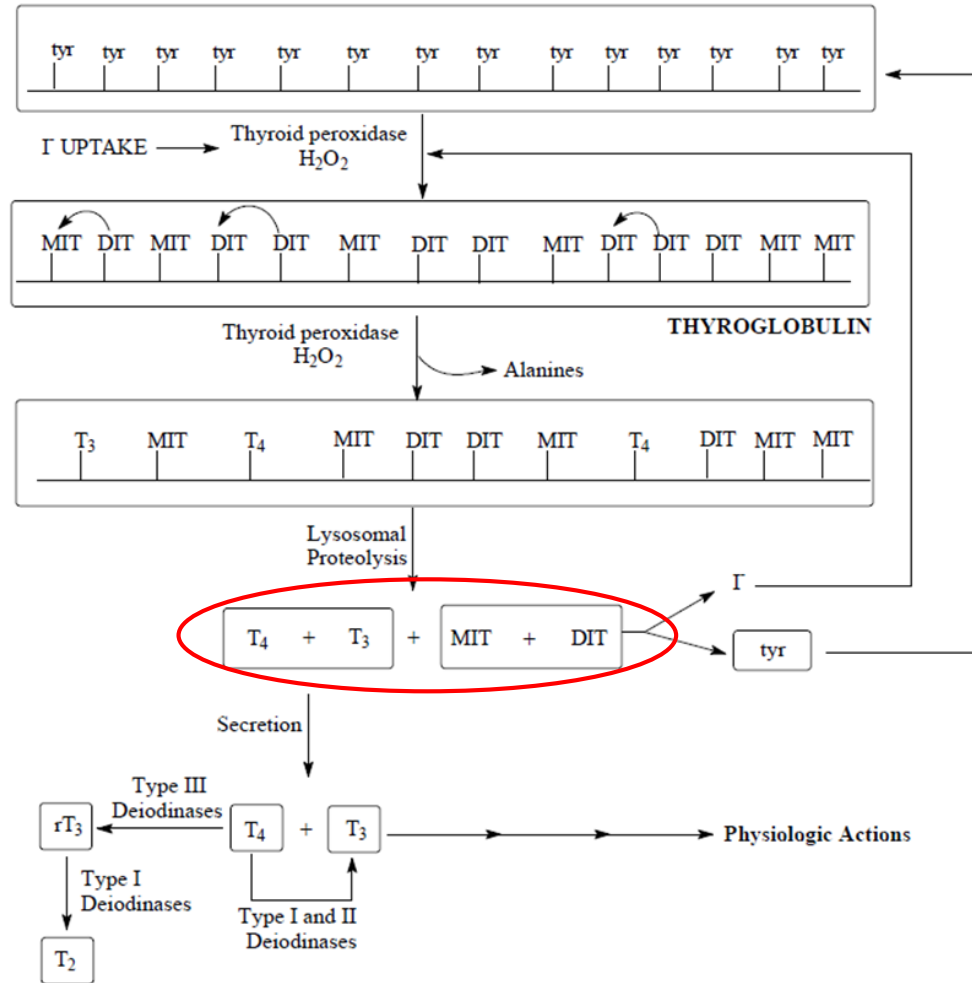 tyr tyr tyr tyr tyr tyr tyr tyr tyr tyr tyr tyr tyr tyr
Γ UPTAKE
Thyroid peroxidase
H₂O₂
MIT DIT MIT DIT DIT MIT DIT DIT MIT DIT DIT DIT MIT MIT
THYROGLOBULIN
Thyroid peroxidase
H₂O₂
Alanines
T₃ MIT T₄ MIT DIT DIT MIT T₄ DIT MIT MIT
Lysosomal
Proteolysis
Γ
T₄ + T₃ + MIT + DIT
tyr
Secretion
Type III
Deiodinases
rT₃ T₄ + T₃ Physiologic Actions
Type I
Deiodinases
Type I and II
Deiodinases
T₂